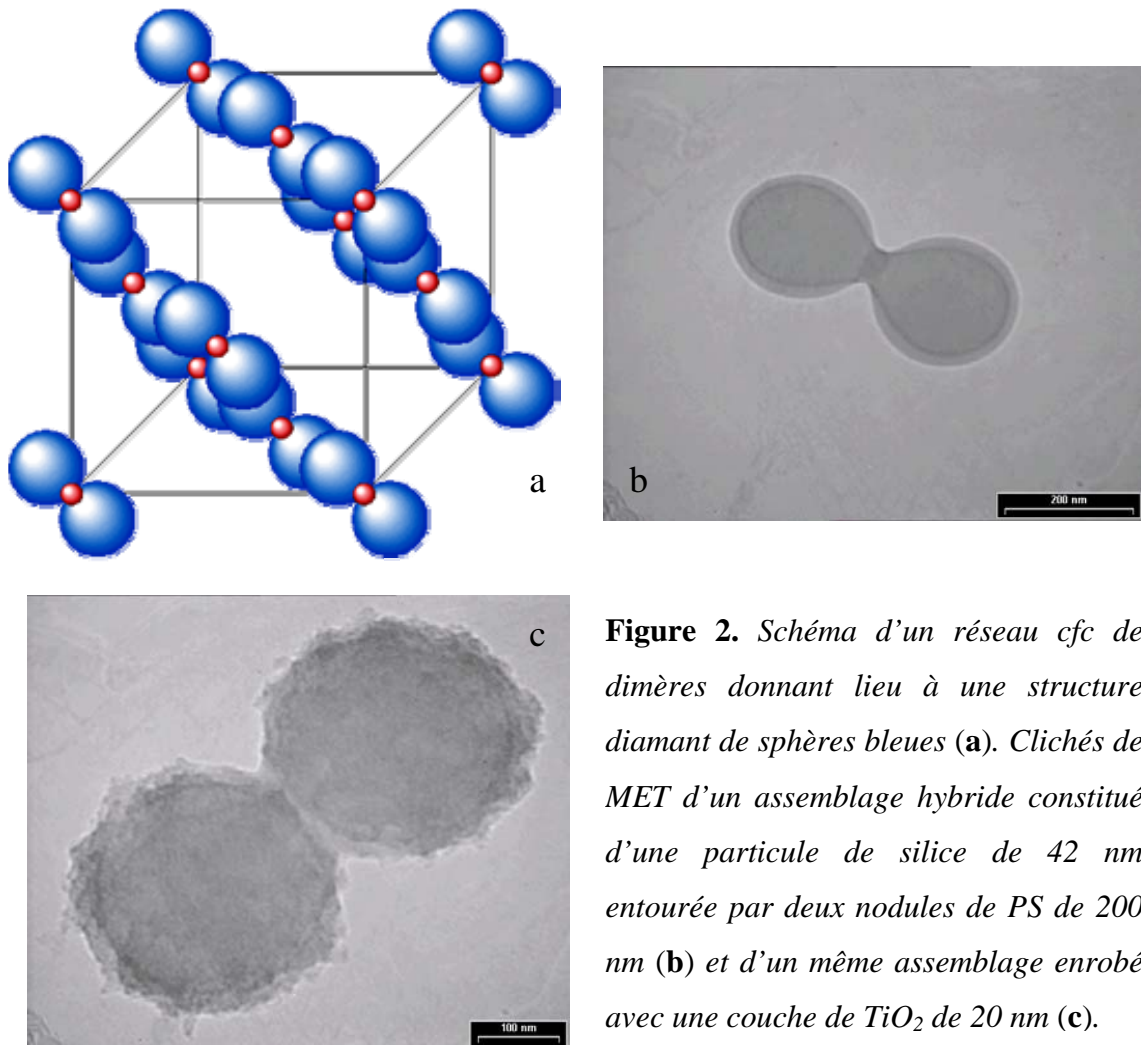 a
b
200 nm
c
100 nm
Figure 2. Schéma d’un réseau cfc de
dimères donnant lieu à une structure
diamant de sphères bleues (a). Clichés de
MET d’un assemblage hybride constitué
d’une particule de silice de 42 nm
entourée par deux nodules de PS de 200
nm (b) et d’un même assemblage enrobé
avec une couche de TiO₂ de 20 nm (c).